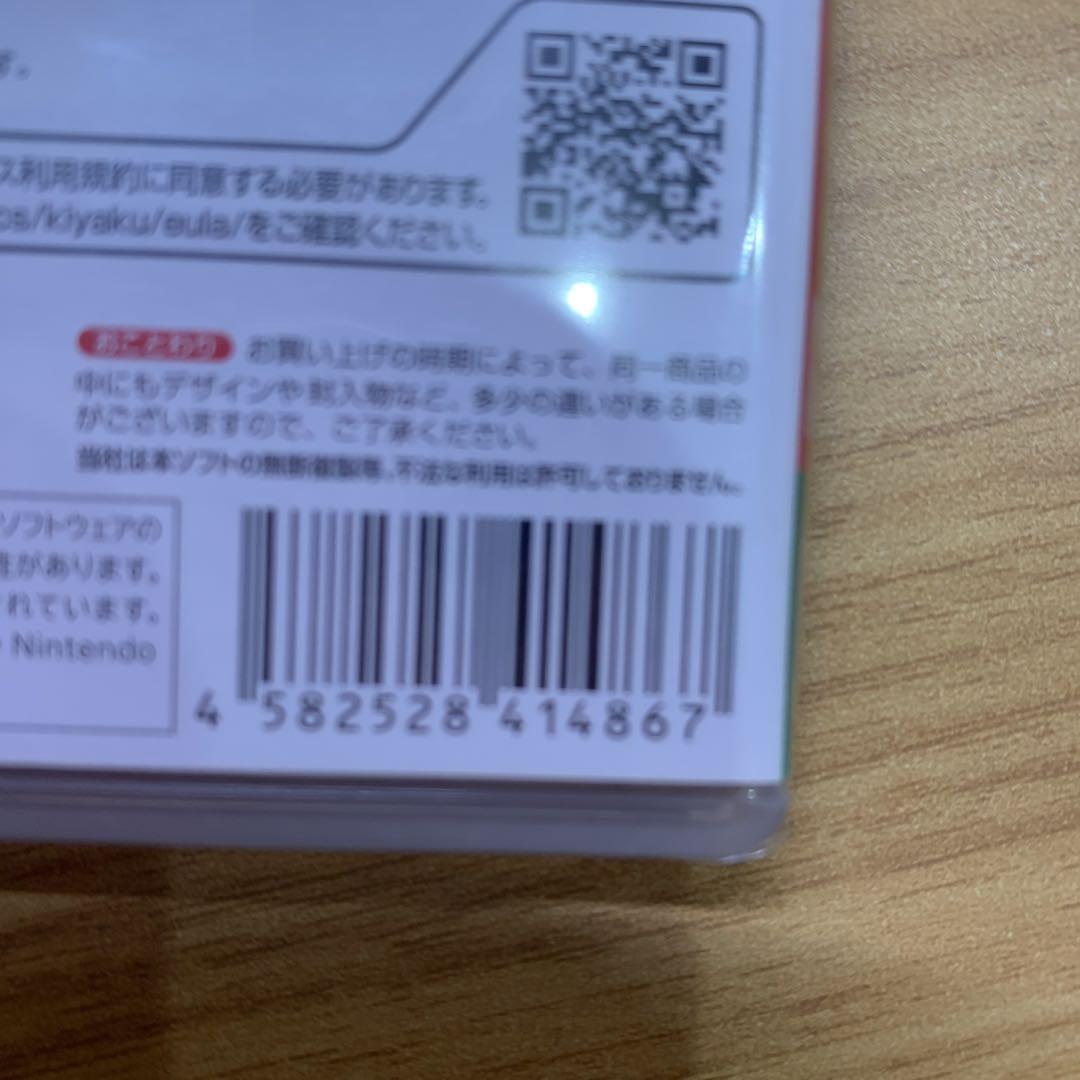 す。
ス利用規約に同意する必要があります。
cs/kiyaku/eula/をご確認ください。
おことわり お買い上げの時期によって、同一商品の
中にもデザインや封入物など、多少の違いがある場合
がございますので、ご了承ください。
当社は本ソフトの無断複製等、不法な利用は許可しておりません。
ソフトウェアの
性があります。
されています。
Nintendo
4 582528 414867